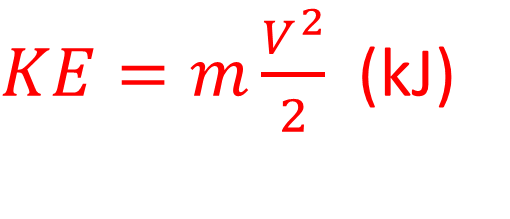 KE = m V²/2 (kJ)